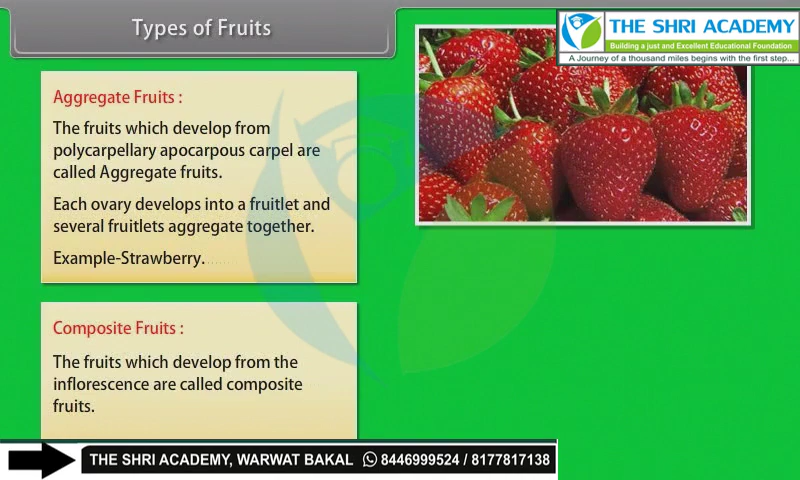 Types of Fruits
THE SHRI ACADEMY
Building a just and Excellent Educational Foundation
A Journey of a thousand miles begins with the first step...
Aggregate Fruits :
The fruits which develop from
polycarpellary apocarpous carpel are
called Aggregate fruits.
Each ovary develops into a fruitlet and
several fruitlets aggregate together.
Example-Strawberry.......
Composite Fruits :
The fruits which develop from the
inflorescence are called composite
fruits.
THE SHRI ACADEMY, WARWAT BAKAL 8446999524 / 8177817138